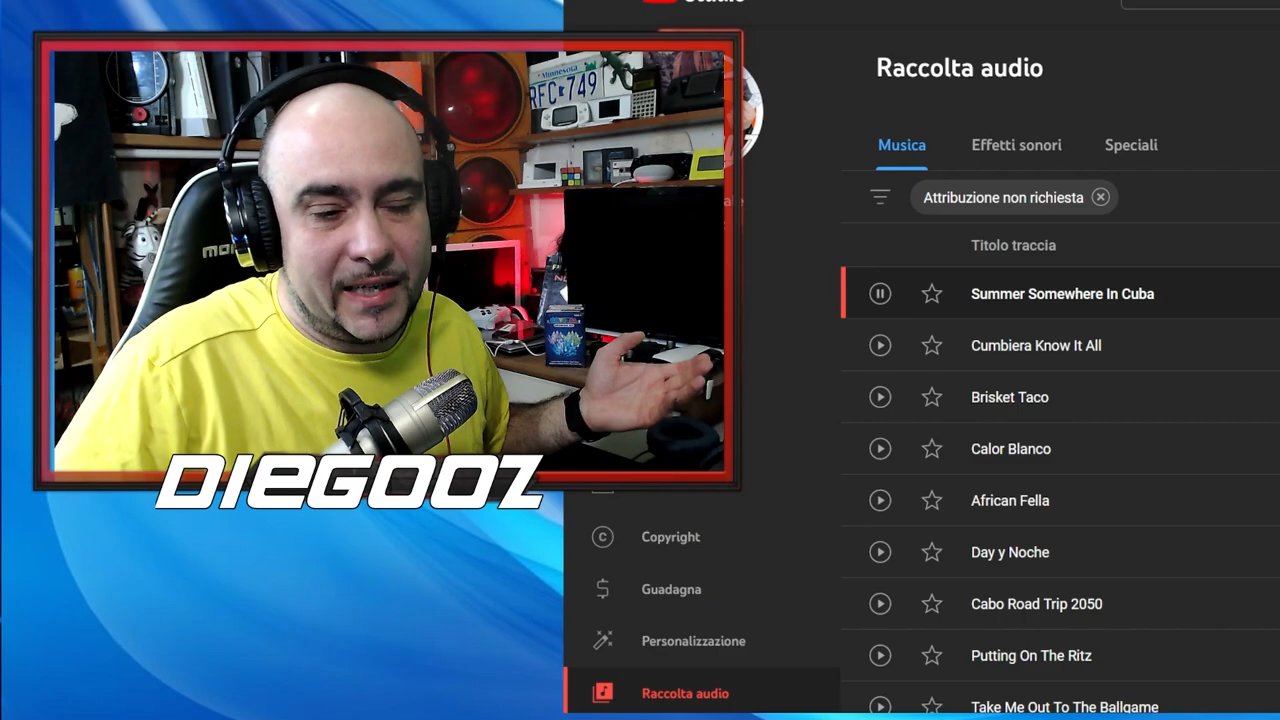 Studio
Raccolta audio
Musica
Effetti sonori
Speciali
Attribuzione non richiesta
Titolo traccia
Summer Somewhere In Cuba
Cumbiera Know It All
Brisket Taco
Calor Blanco
African Fella
Day y Noche
Cabo Road Trip 2050
Putting On The Ritz
Take Me Out To The Ballgame
Minnesota
RFC 749
DIEGOOZ
Copyright
Guadagna
Personalizzazione
Raccolta audio